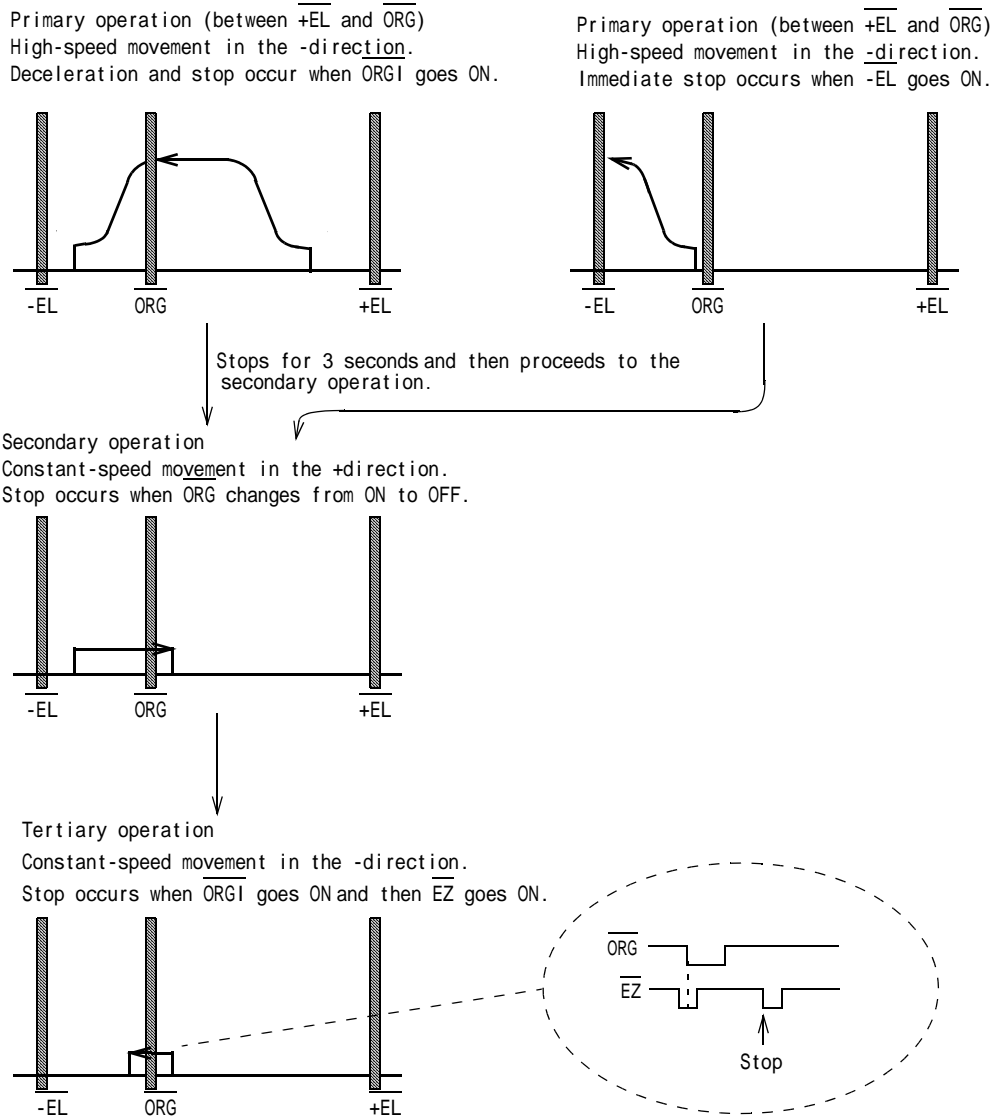 Primary operation (between +EL and ORG)
High-speed movement in the -direction.
Deceleration and stop occur when ORGI goes ON.
Primary operation (between +EL and ORG)
High-speed movement in the -direction.
Immediate stop occurs when -EL goes ON.
-EL ORG +EL
-EL ORG +EL
Stops for 3 seconds and then proceeds to the
secondary operation.
Secondary operation
Constant-speed movement in the +direction.
Stop occurs when ORG changes from ON to OFF.
-EL ORG +EL
Tertiary operation
Constant-speed movement in the -direction.
Stop occurs when ORGI goes ON and then EZ goes ON.
ORG
EZ
Stop
-EL ORG +EL